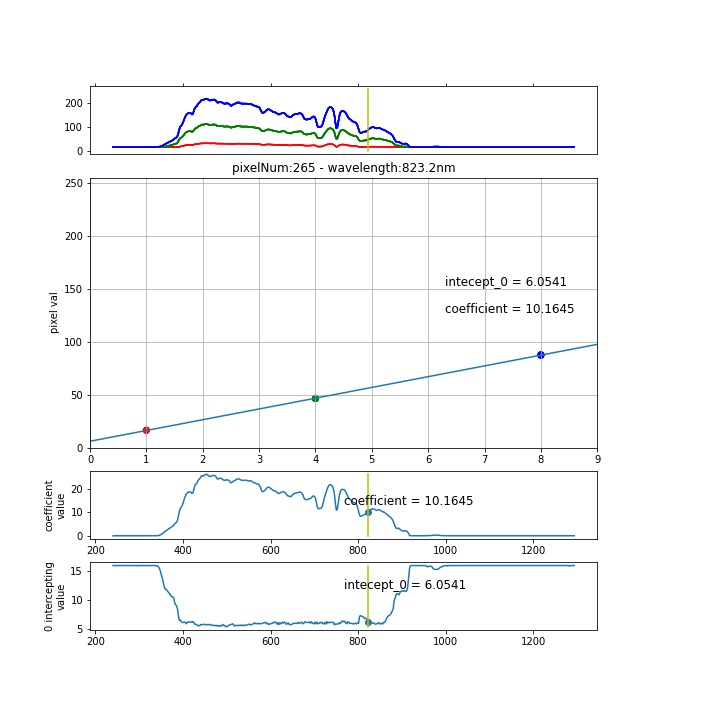 200
100
0
pixelNum:265 - wavelength:823.2nm
250
200
150
100
50
0
pixel val
intecept_0 = 6.0541
coefficient = 10.1645
0 1 2 3 4 5 6 7 8 9
20
10
0
coefficient
value
coefficient = 10.1645
200 400 600 800 1000 1200
15
10
5
0 intercepting
value
intecept_0 = 6.0541
200 400 600 800 1000 1200